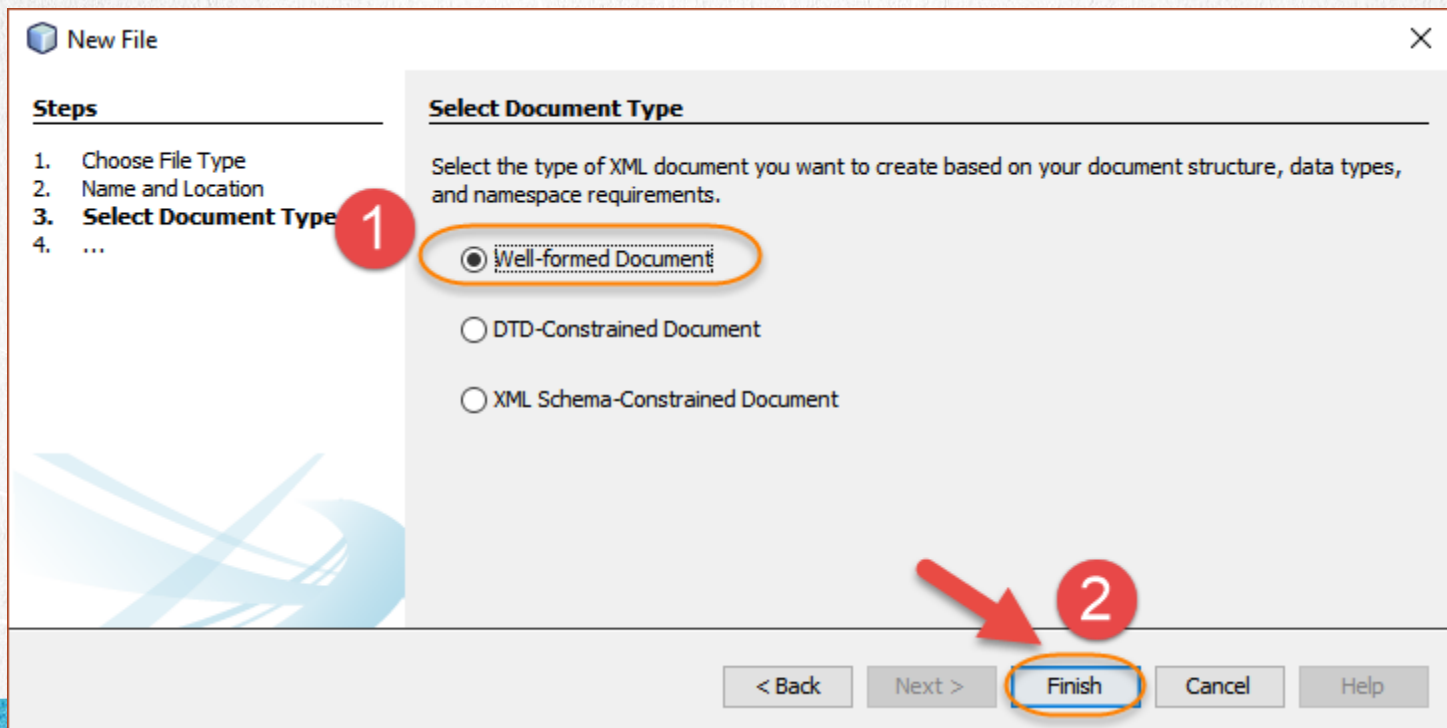 New File
Steps
1. Choose File Type
2. Name and Location
3. Select Document Type
4. ...
Select Document Type
Select the type of XML document you want to create based on your document structure, data types,
and namespace requirements.
1
Well-formed Document
DTD-Constrained Document
XML Schema-Constrained Document
2
< Back Next > Finish Cancel Help